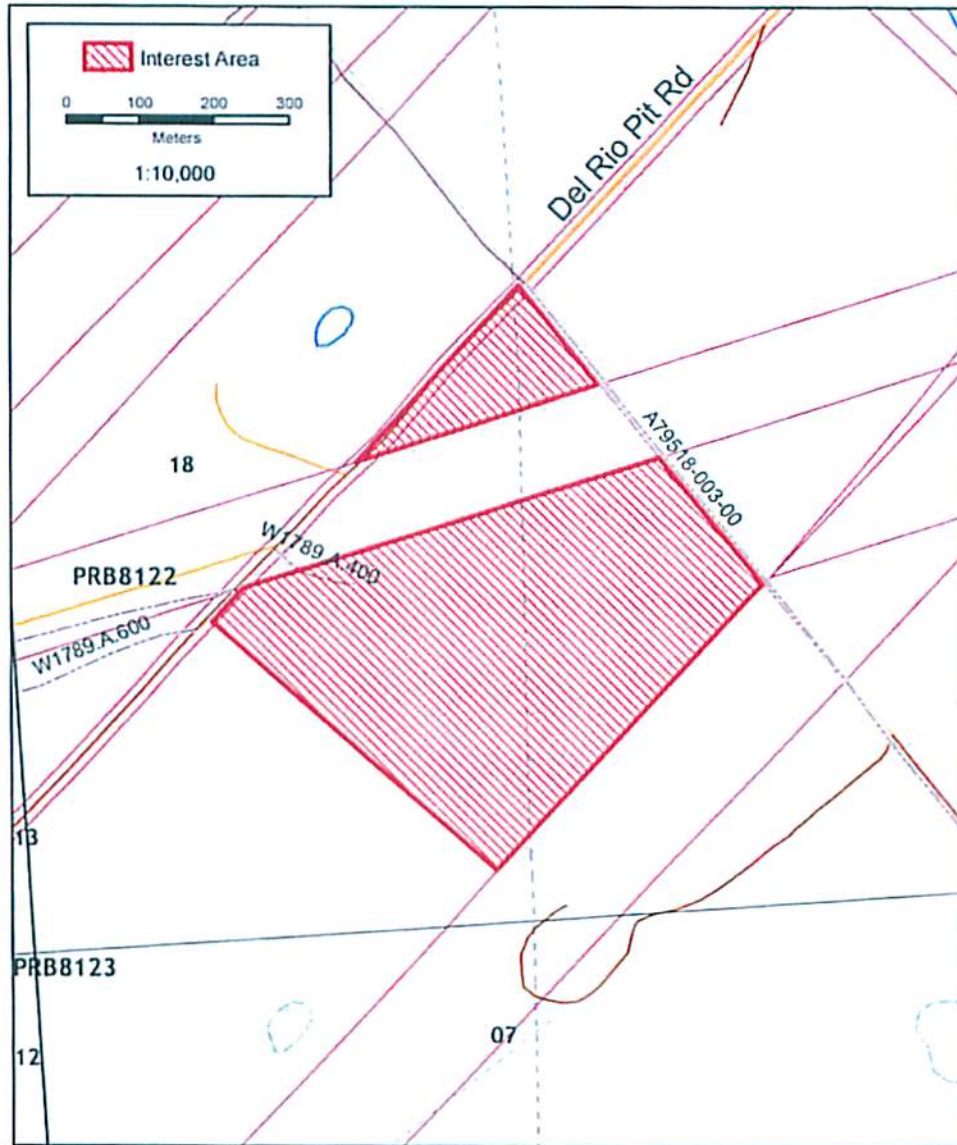 Interest Area
0 100 200 300
Meters
1:10,000
Del Rio Pit Rd
A79518-003-00
18
W1789.A.400
PRB8122
W1789.A.600
13
PRB8123
07
12